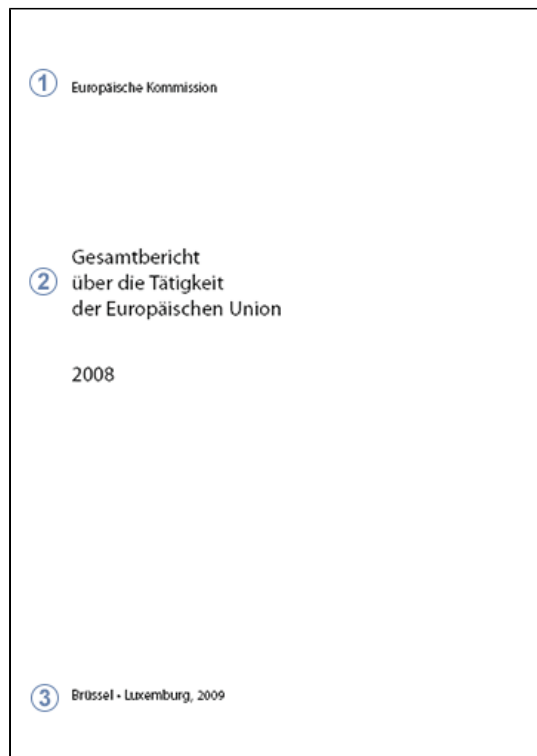 ① Europäische Kommission
Gesamtbericht
② über die Tätigkeit
der Europäischen Union
2008
③ Brüssel • Luxemburg, 2009